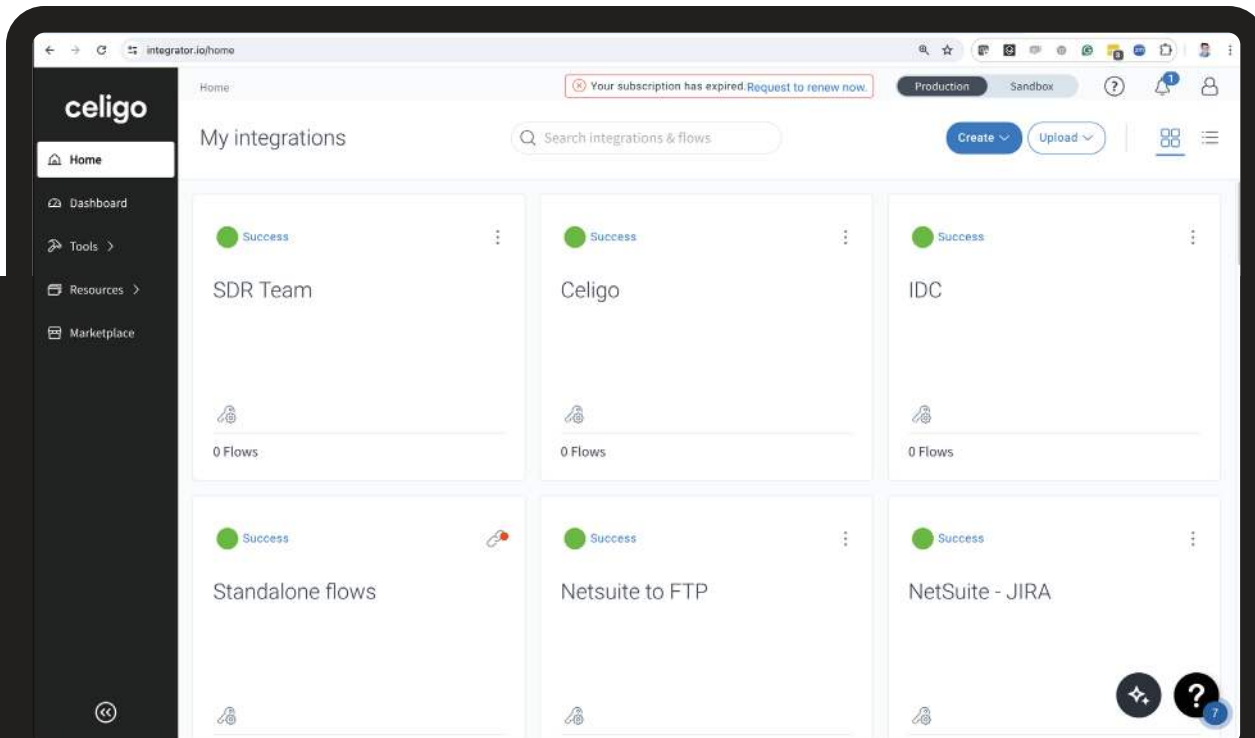 integrator.io/home
celigo
Home
Dashboard
Tools
Resources
Marketplace
Home
Your subscription has expired. Request to renew now.
Production
Sandbox
?
1
My integrations
Search integrations & flows
Create
Upload
Success
SDR Team
0 Flows
Success
Celigo
0 Flows
Success
IDC
0 Flows
Success
Standalone flows
Success
Netsuite to FTP
Success
NetSuite - JIRA
?
7